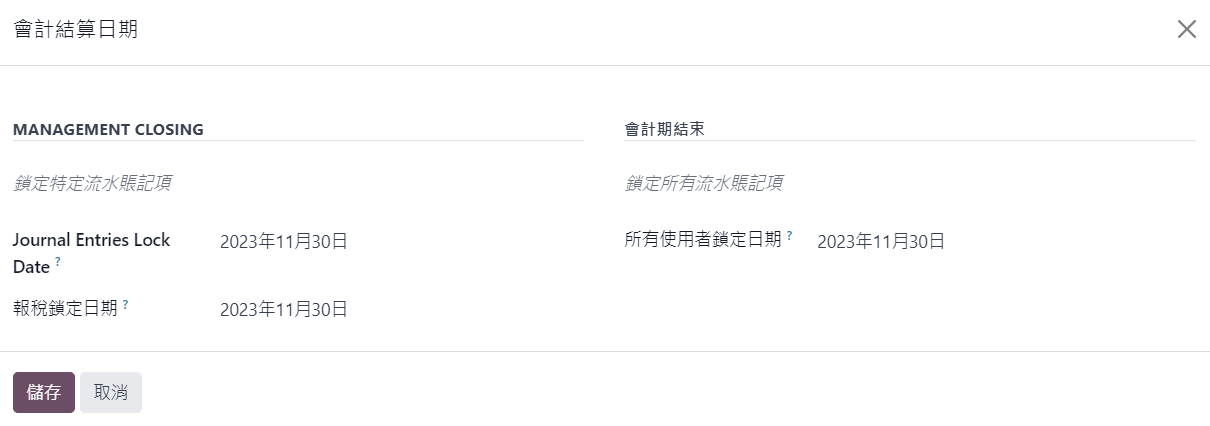 會計結算日期
MANAGEMENT CLOSING
鎖定特定流水賬記項
Journal Entries Lock
Date ?
2023年11月30日
報稅鎖定日期 ?
2023年11月30日
會計期結束
鎖定所有流水賬記項
所有使用者鎖定日期 ?
2023年11月30日
儲存
取消